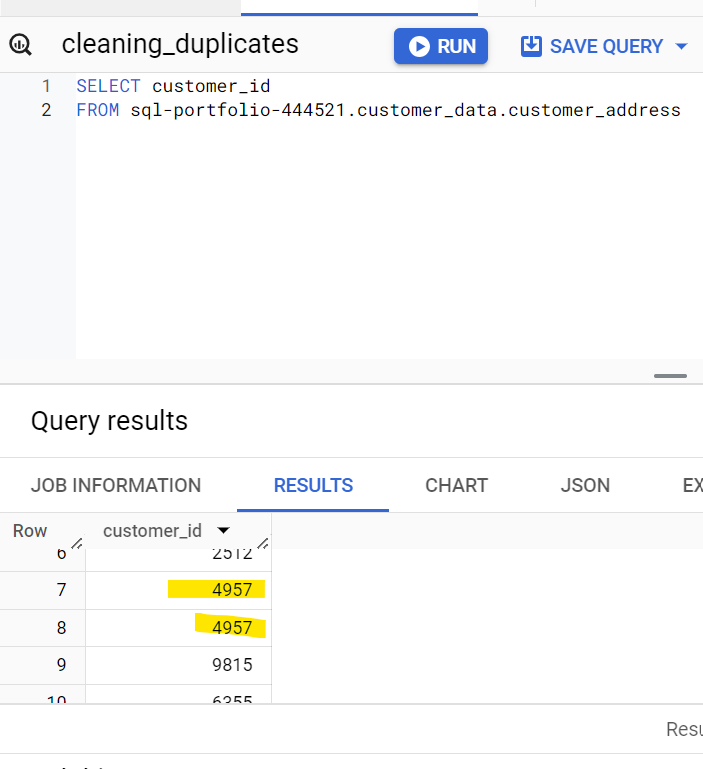 cleaning_duplicates
RUN
SAVE QUERY
1 SELECT customer_id
2 FROM sql-portfolio-444521.customer_data.customer_address
Query results
JOB INFORMATION RESULTS CHART JSON EX
Row customer_id
6 2512
7 4957
8 4957
9 9815
10 6355
Resu